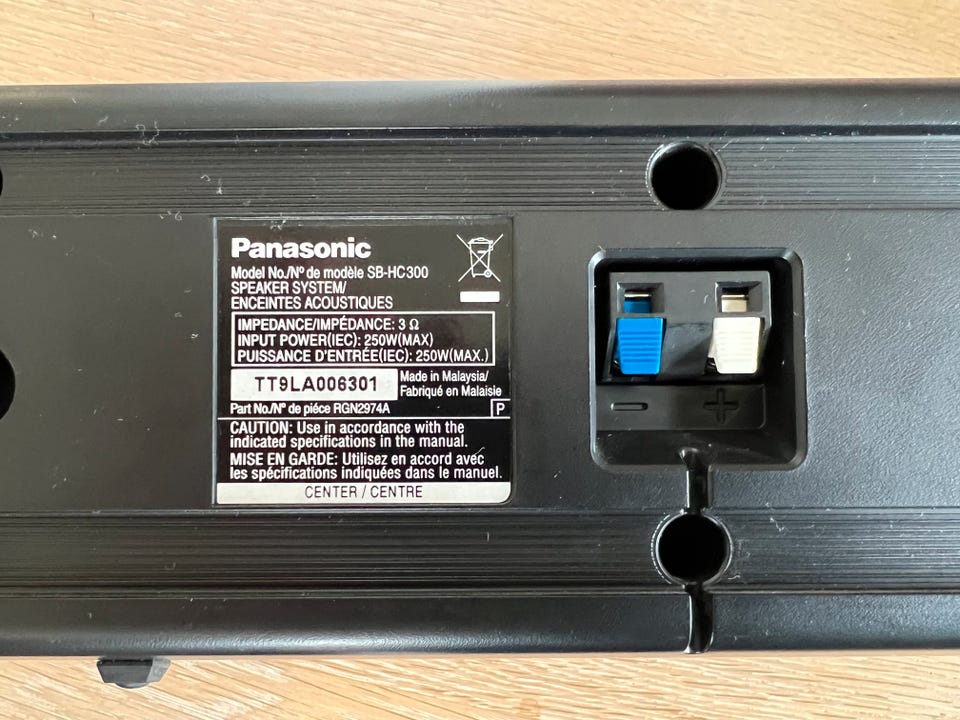 Panasonic
Model No./Nº de modèle SB-HC300
SPEAKER SYSTEM/
ENCEINTES ACOUSTIQUES
IMPEDANCE/IMPÉDANCE: 3 Ω
INPUT POWER(IEC): 250W(MAX)
PUISSANCE D'ENTRÉE(IEC): 250W(MAX.)
TT9LA006301
Made in Malaysia/
Fabriqué en Malaisie
Part No./Nº de piéce RGN2974A
P
CAUTION: Use in accordance with the
indicated specifications in the manual.
MISE EN GARDE: Utilisez en accord avec
les spécifications indiquées dans le manuel.
CENTER / CENTRE
− +